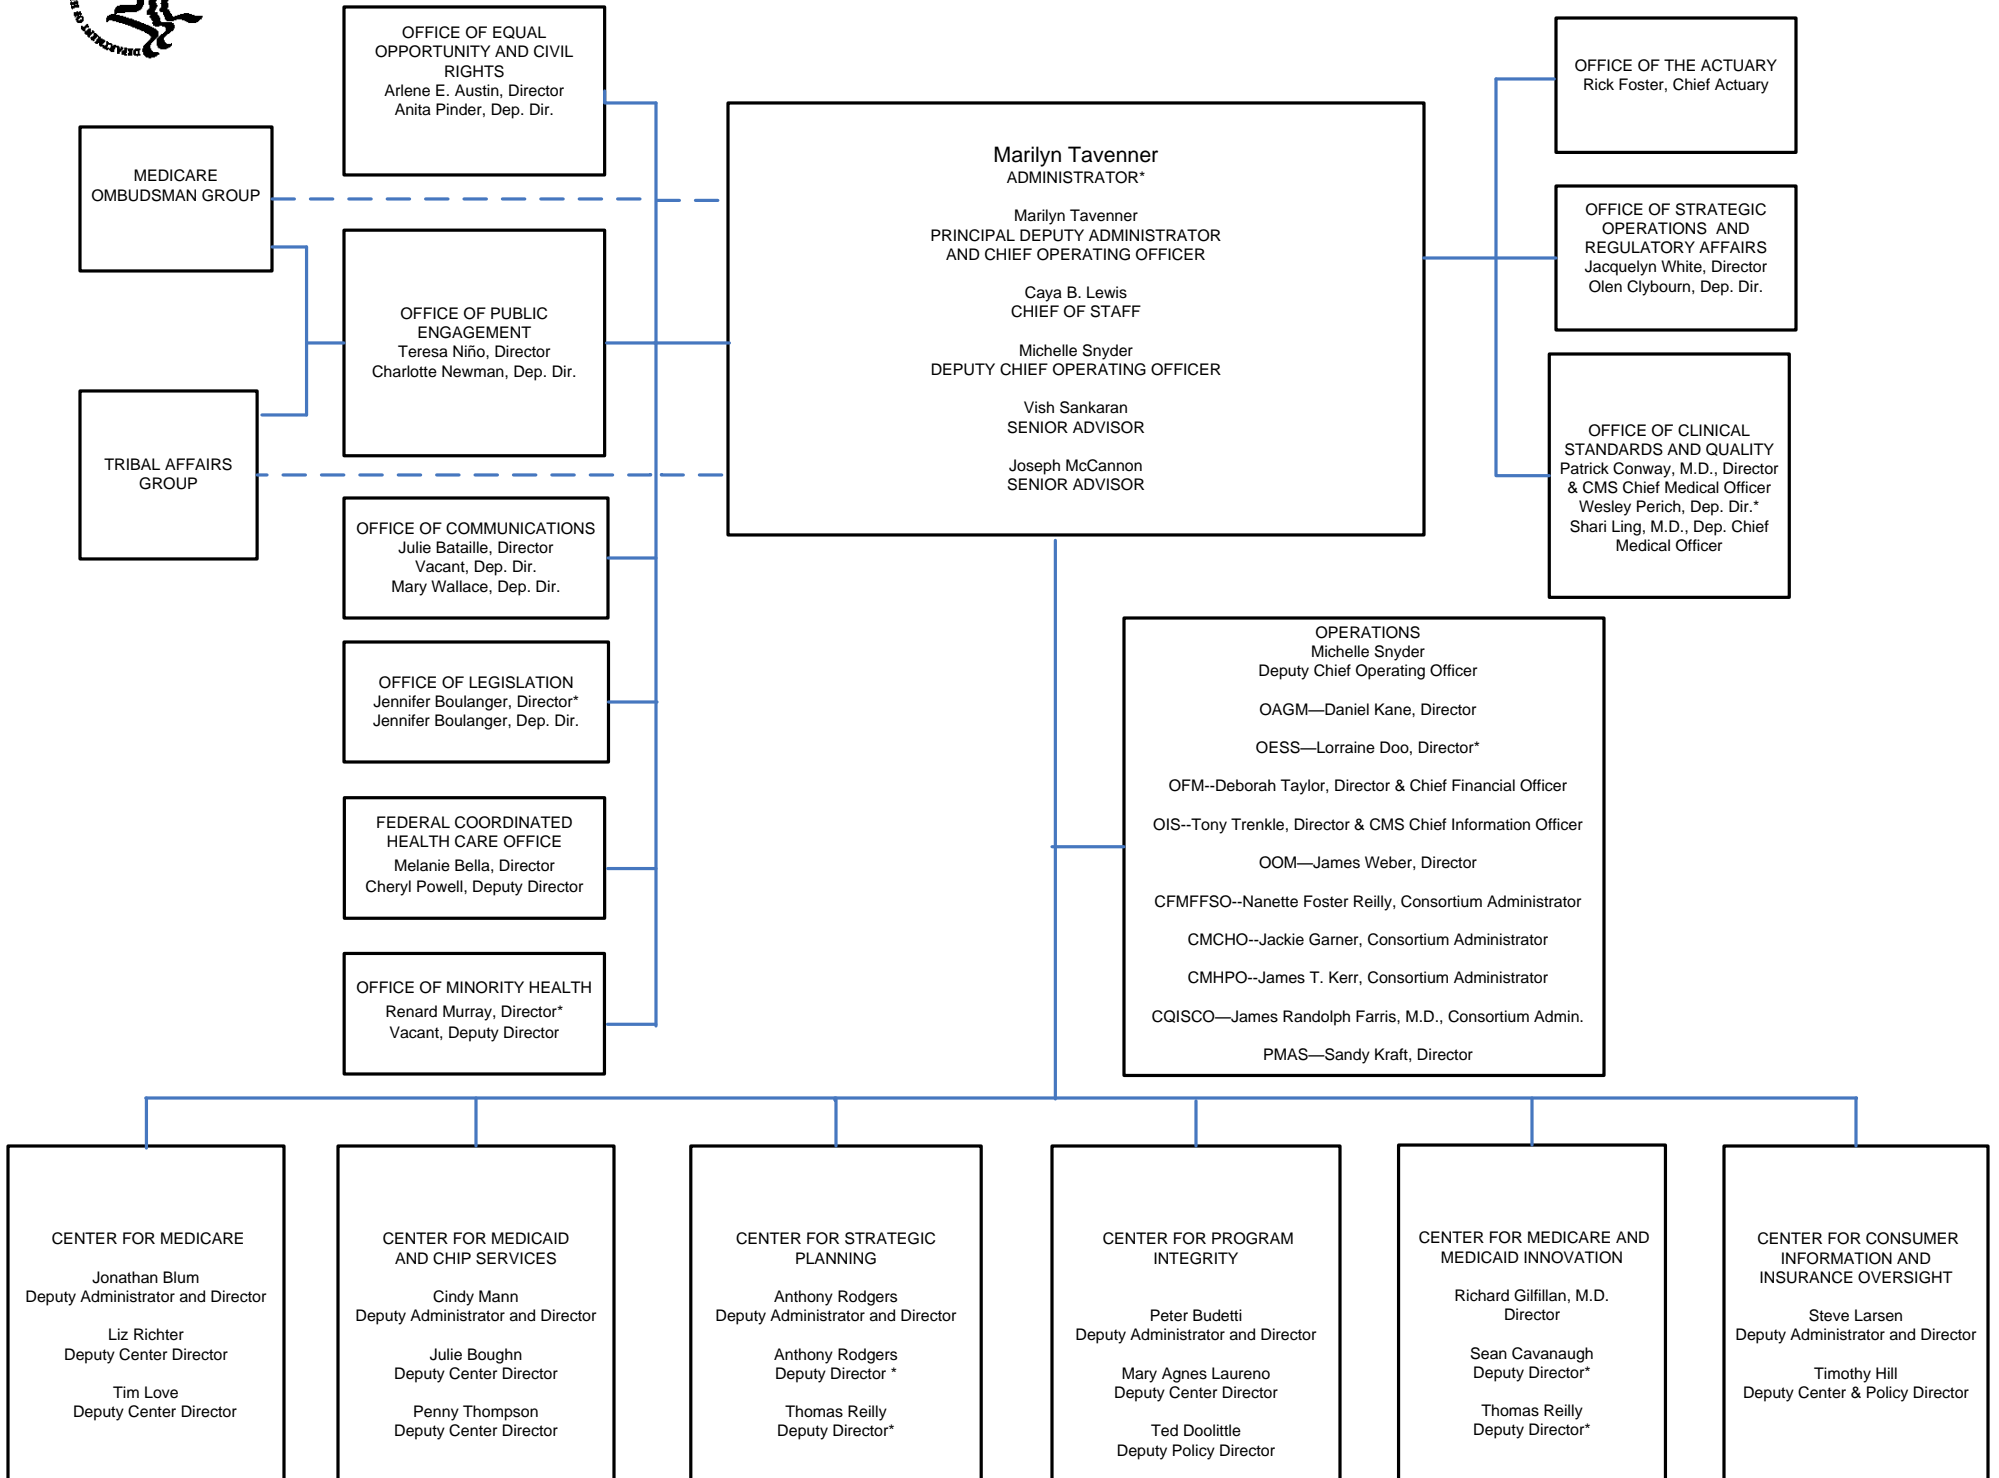 DEPARTMENT OF H
OFFICE OF EQUAL
OPPORTUNITY AND CIVIL
RIGHTS
Arlene E. Austin, Director
Anita Pinder, Dep. Dir.
OFFICE OF THE ACTUARY
Rick Foster, Chief Actuary
MEDICARE
OMBUDSMAN GROUP
Marilyn Tavenner
ADMINISTRATOR*
Marilyn Tavenner
PRINCIPAL DEPUTY ADMINISTRATOR
AND CHIEF OPERATING OFFICER
Caya B. Lewis
CHIEF OF STAFF
Michelle Snyder
DEPUTY CHIEF OPERATING OFFICER
Vish Sankaran
SENIOR ADVISOR
Joseph McCannon
SENIOR ADVISOR
OFFICE OF STRATEGIC
OPERATIONS AND
REGULATORY AFFAIRS
Jacquelyn White, Director
Olen Clybourn, Dep. Dir.
OFFICE OF PUBLIC
ENGAGEMENT
Teresa Niño, Director
Charlotte Newman, Dep. Dir.
TRIBAL AFFAIRS
GROUP
OFFICE OF CLINICAL
STANDARDS AND QUALITY
Patrick Conway, M.D., Director
& CMS Chief Medical Officer
Wesley Perich, Dep. Dir.*
Shari Ling, M.D., Dep. Chief
Medical Officer
OFFICE OF COMMUNICATIONS
Julie Bataille, Director
Vacant, Dep. Dir.
Mary Wallace, Dep. Dir.
OFFICE OF LEGISLATION
Jennifer Boulanger, Director*
Jennifer Boulanger, Dep. Dir.
FEDERAL COORDINATED
HEALTH CARE OFFICE
Melanie Bella, Director
Cheryl Powell, Deputy Director
OFFICE OF MINORITY HEALTH
Renard Murray, Director*
Vacant, Deputy Director
OPERATIONS
Michelle Snyder
Deputy Chief Operating Officer
OAGM—Daniel Kane, Director
OESS—Lorraine Doo, Director*
OFM--Deborah Taylor, Director & Chief Financial Officer
OIS--Tony Trenkle, Director & CMS Chief Information Officer
OOM—James Weber, Director
CFMFFSO--Nanette Foster Reilly, Consortium Administrator
CMCHO--Jackie Garner, Consortium Administrator
CMHPO--James T. Kerr, Consortium Administrator
CQISCO—James Randolph Farris, M.D., Consortium Admin.
PMAS—Sandy Kraft, Director
CENTER FOR MEDICARE
Jonathan Blum
Deputy Administrator and Director
Liz Richter
Deputy Center Director
Tim Love
Deputy Center Director
CENTER FOR MEDICAID
AND CHIP SERVICES
Cindy Mann
Deputy Administrator and Director
Julie Boughn
Deputy Center Director
Penny Thompson
Deputy Center Director
CENTER FOR STRATEGIC
PLANNING
Anthony Rodgers
Deputy Administrator and Director
Anthony Rodgers
Deputy Director *
Thomas Reilly
Deputy Director*
CENTER FOR PROGRAM
INTEGRITY
Peter Budetti
Deputy Administrator and Director
Mary Agnes Laureno
Deputy Center Director
Ted Doolittle
Deputy Policy Director
CENTER FOR MEDICARE AND
MEDICAID INNOVATION
Richard Gilfillan, M.D.
Director
Sean Cavanaugh
Deputy Director*
Thomas Reilly
Deputy Director*
CENTER FOR CONSUMER
INFORMATION AND
INSURANCE OVERSIGHT
Steve Larsen
Deputy Administrator and Director
Timothy Hill
Deputy Center & Policy Director